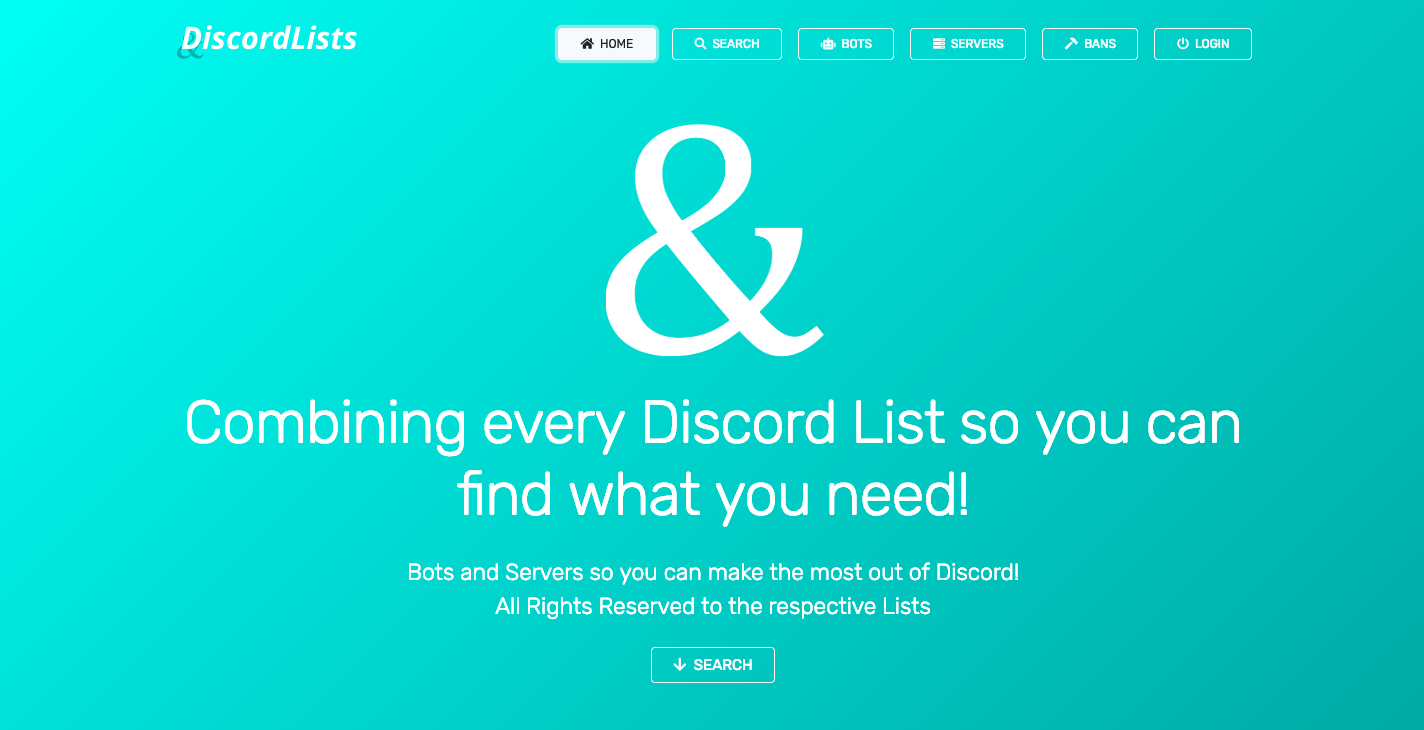 & DiscordLists
HOME SEARCH BOTS SERVERS BANS LOGIN
&
Combining every Discord List so you can
find what you need!
Bots and Servers so you can make the most out of Discord!
All Rights Reserved to the respective Lists
SEARCH